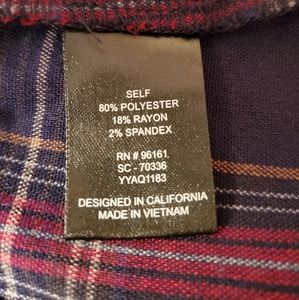 SELF
80% POLYESTER
18% RAYON
2% SPANDEX
RN # 96161
SC - 70336
YYAQ1183
DESIGNED IN CALIFORNIA
MADE IN VIETNAM